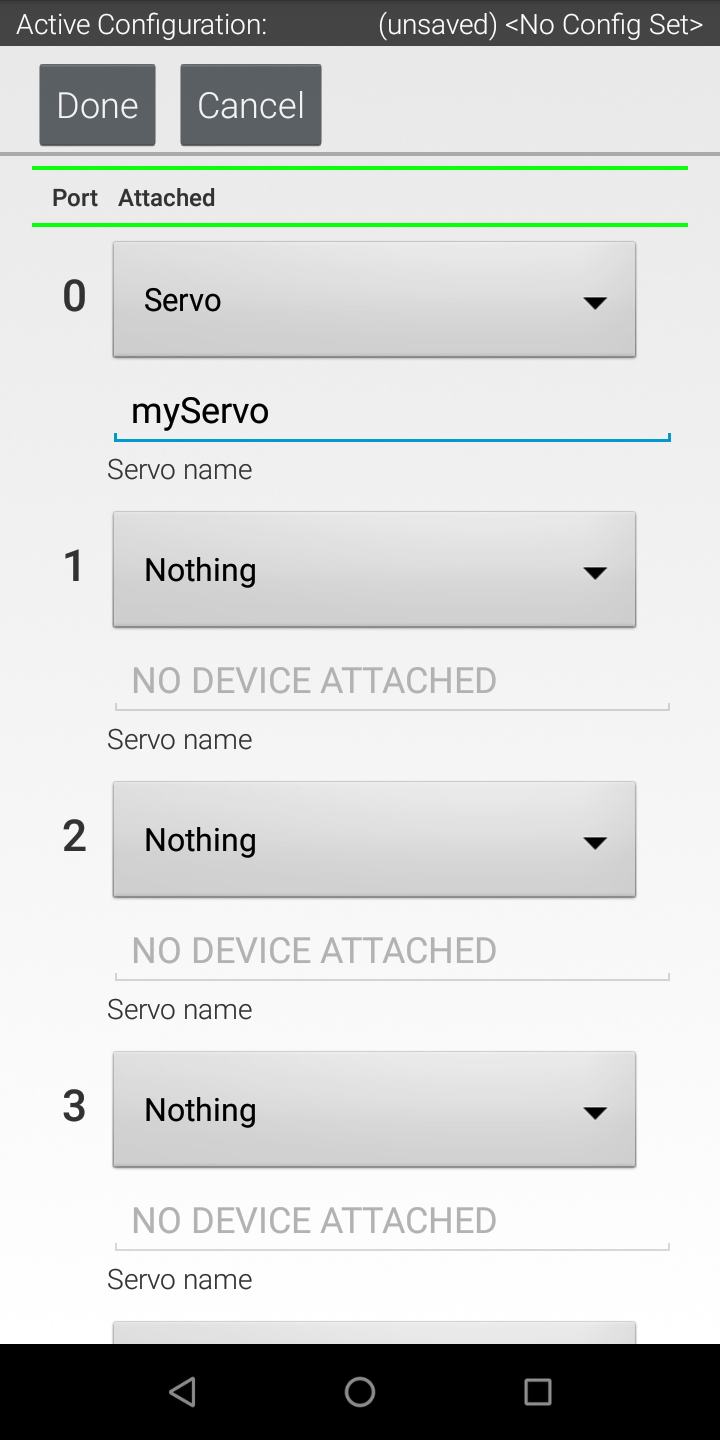 Active Configuration: (unsaved) <No Config Set>
Done Cancel
Port Attached
0 Servo
myServo
Servo name
1 Nothing
NO DEVICE ATTACHED
Servo name
2 Nothing
NO DEVICE ATTACHED
Servo name
3 Nothing
NO DEVICE ATTACHED
Servo name